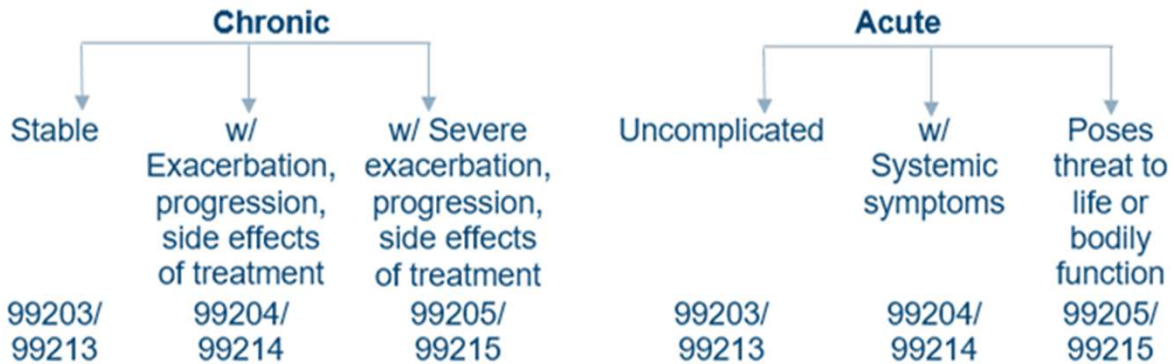 Chronic
Stable
w/
Exacerbation,
progression,
side effects
of treatment
w/ Severe
exacerbation,
progression,
side effects
of treatment
99203/
99213
99204/
99214
99205/
99215
Acute
Uncomplicated
w/
Systemic
symptoms
Poses
threat to
life or
bodily
function
99203/
99213
99204/
99214
99205/
99215